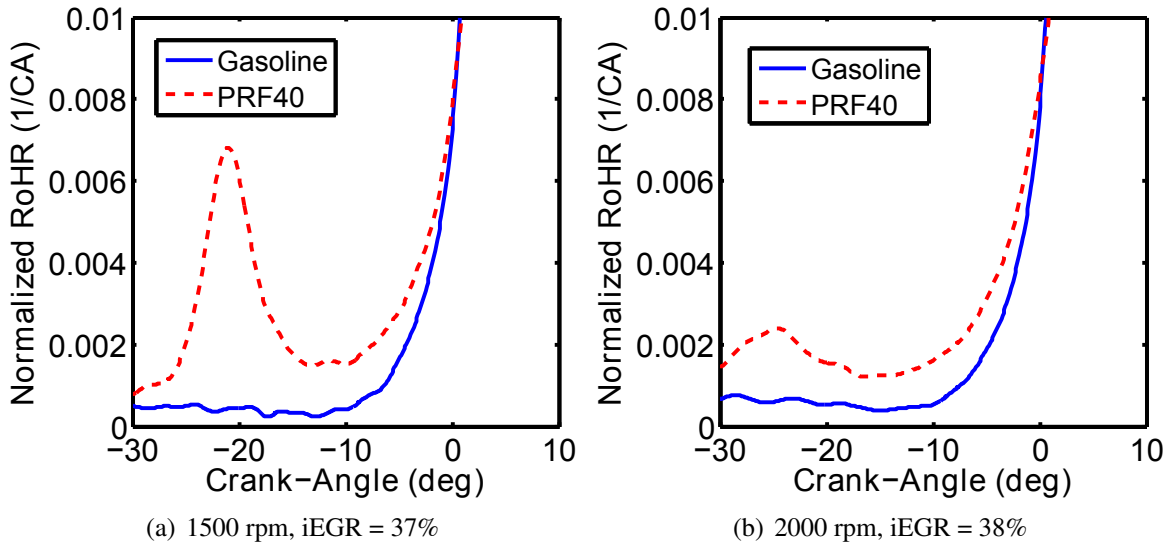 0.01
0.008
0.006
0.004
0.002
0
Normalized RoHR (1/CA)
Gasoline
PRF40
−30 −20 −10 0 10
Crank−Angle (deg)
(a) 1500 rpm, iEGR = 37%
0.01
0.008
0.006
0.004
0.002
0
Normalized RoHR (1/CA)
Gasoline
PRF40
−30 −20 −10 0 10
Crank−Angle (deg)
(b) 2000 rpm, iEGR = 38%